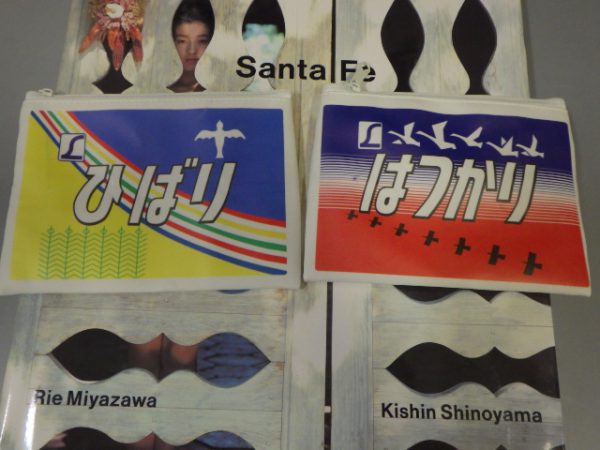 Santa Fe
ひばり
はつかり
Rie Miyazawa
Kishin Shinoyama